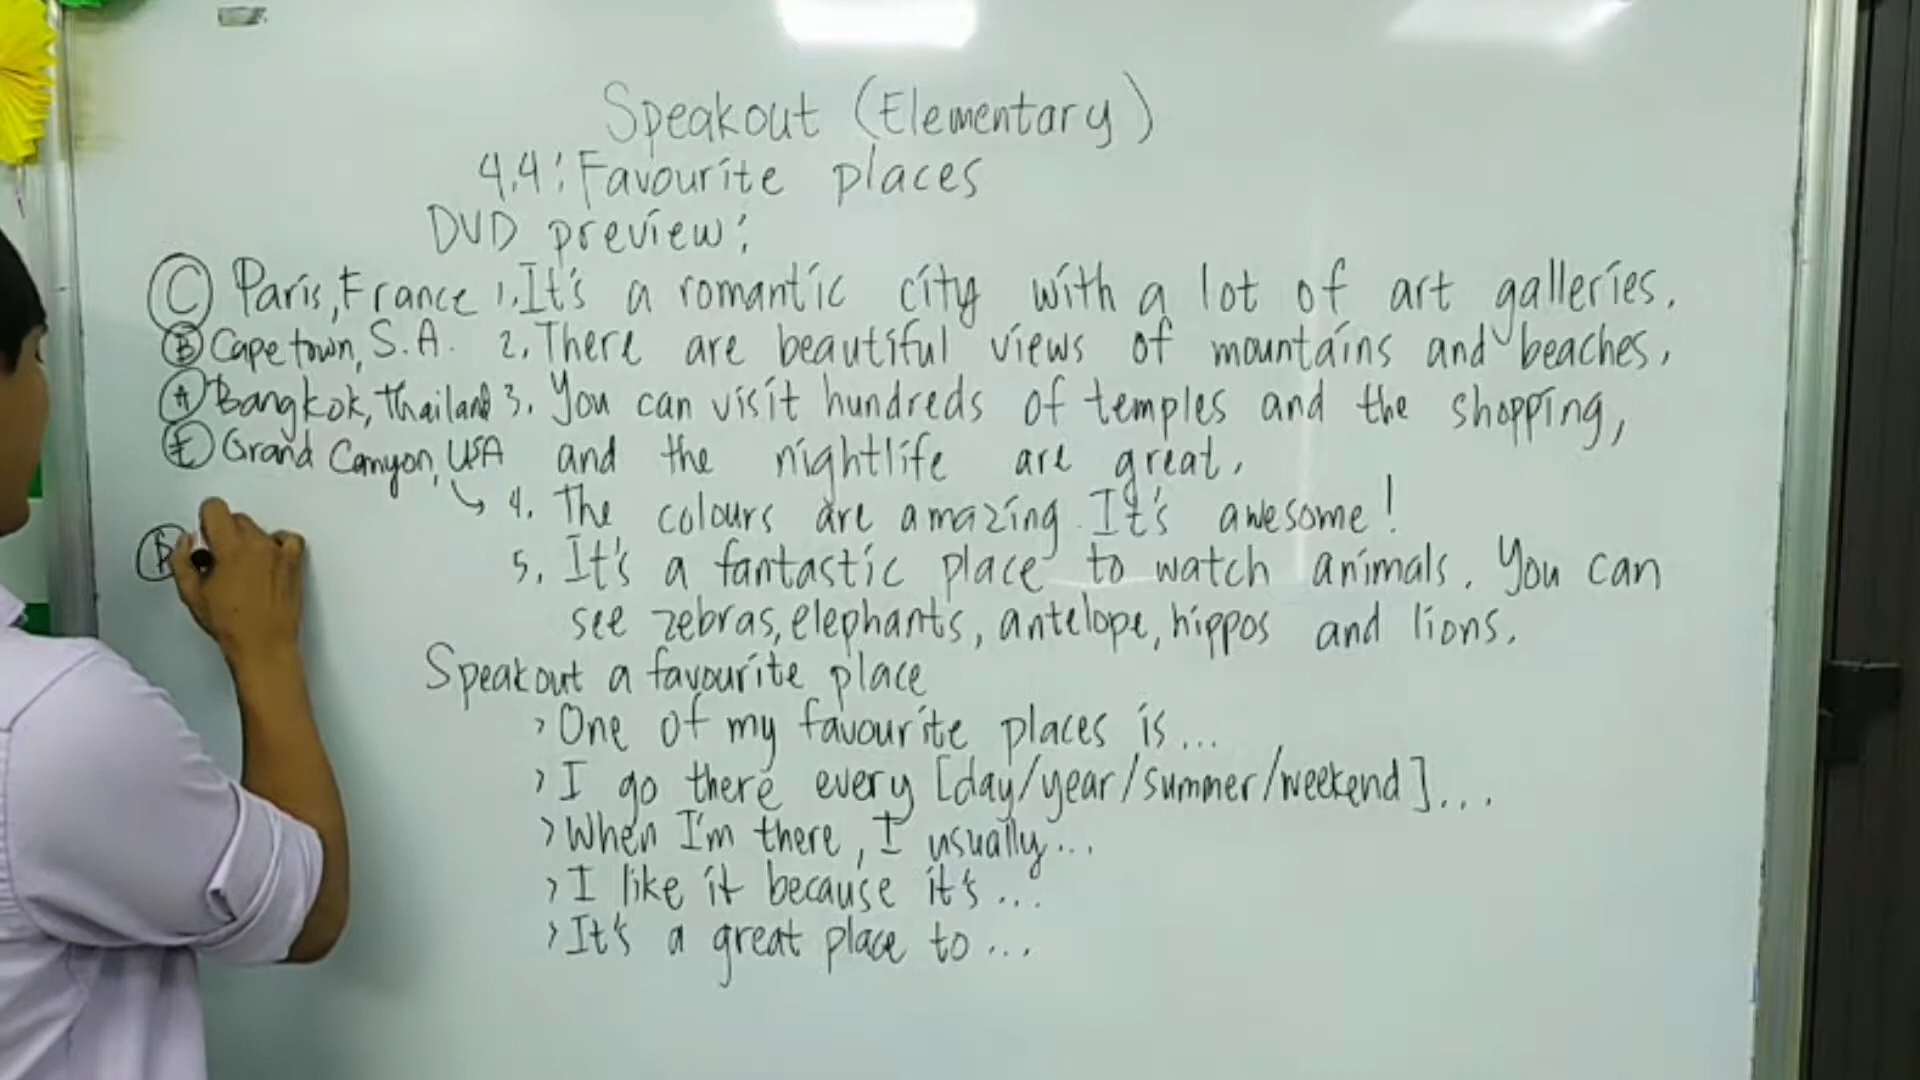 Speakout (Elementary)
4.4: Favourite places
DVD preview:
C Paris, France 1. It's a romantic city with a lot of art galleries.
B Cape town, S.A. 2. There are beautiful views of mountains and beaches.
A Bangkok, Thailand 3. You can visit hundreds of temples and the shopping,
E Grand Canyon, USA and the nightlife are great.
4. The colours are amazing. It's awesome!
5. It's a fantastic place to watch animals. You can
see zebras, elephants, antelope, hippos and lions.
Speakout a favourite place
> One of my favourite places is...
> I go there every [day/year/summer/weekend]...
> When I'm there, I usually...
> I like it because it's...
> It's a great place to...